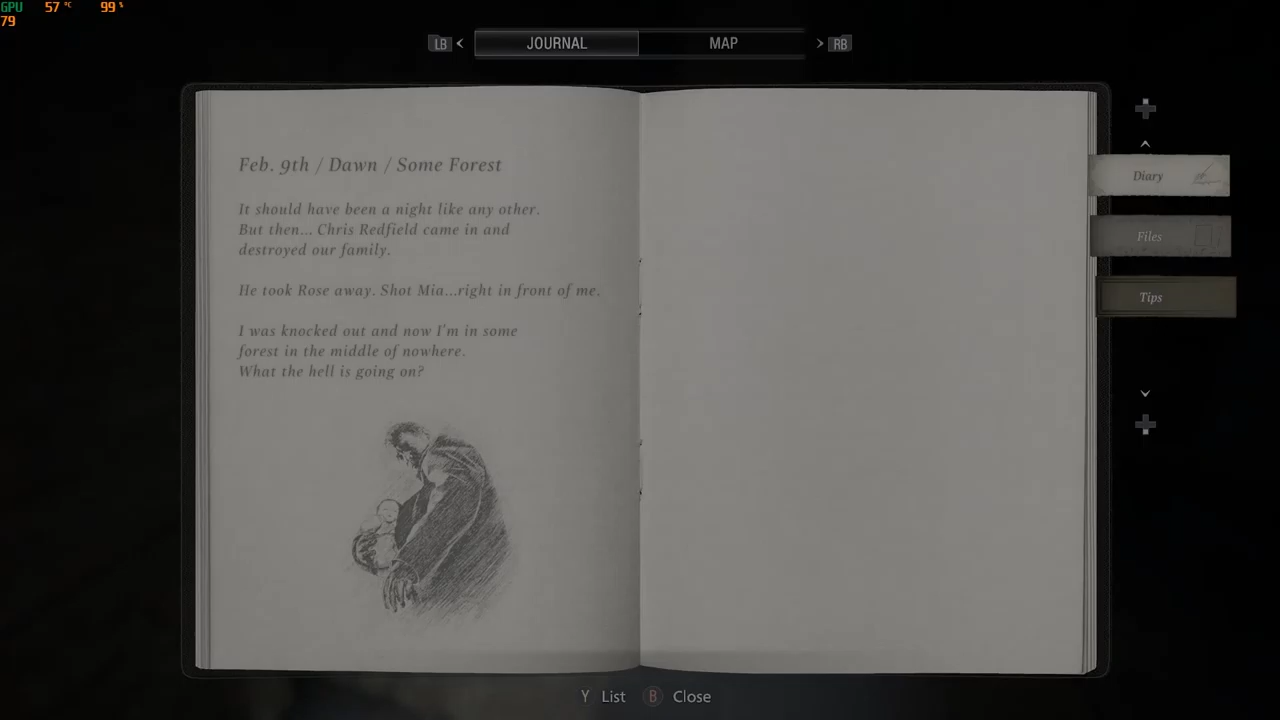 GPU 57 °C 99 %
79
LB < JOURNAL MAP > RB
Feb. 9th / Dawn / Some Forest
It should have been a night like any other.
But then... Chris Redfield came in and
destroyed our family.
He took Rose away. Shot Mia...right in front of me.
I was knocked out and now I'm in some
forest in the middle of nowhere.
What the hell is going on?
Diary
Files
Tips
Y List B Close